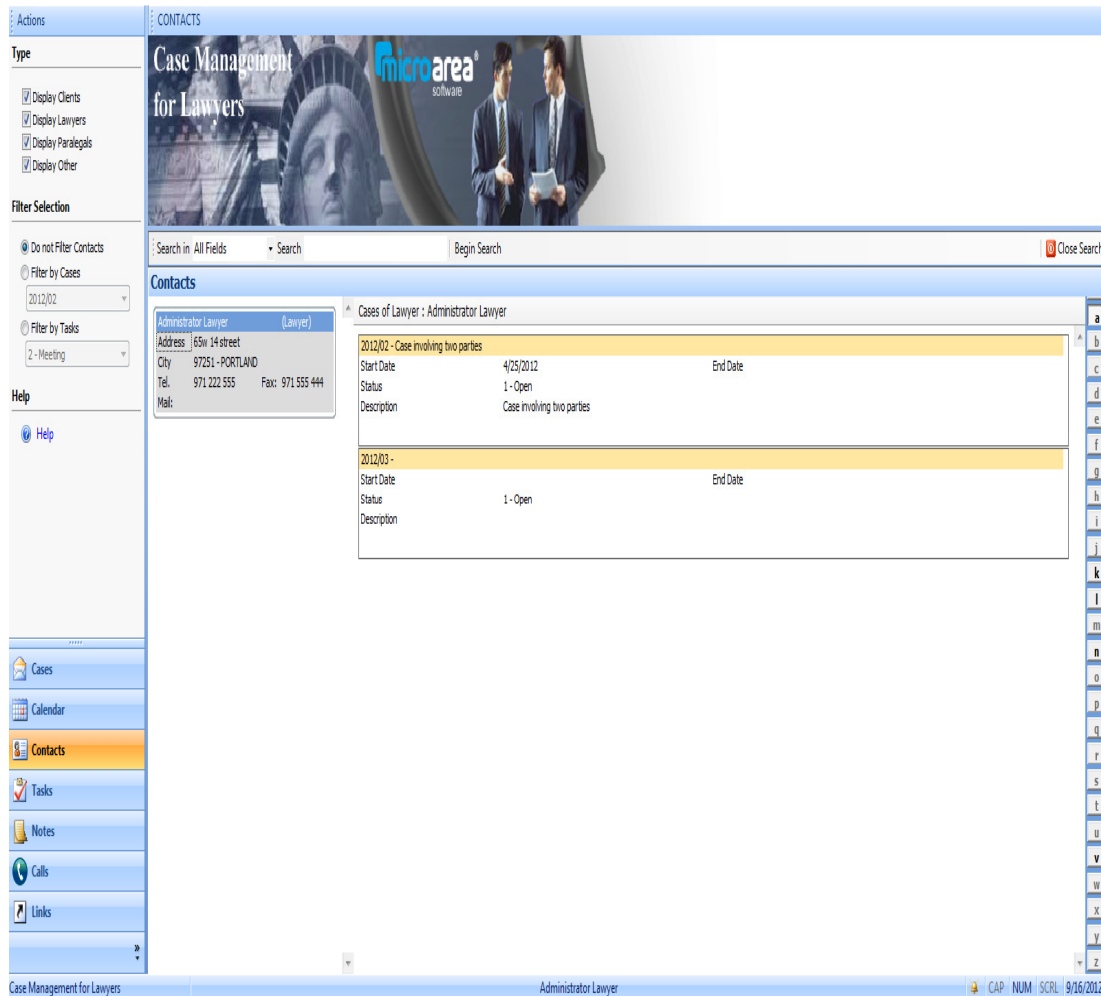 Actions
CONTACTS
Type
Display Clients
Display Lawyers
Display Paralegals
Display Other
Filter Selection
Do not Filter Contacts
Filter by Cases
2012/02
Filter by Tasks
2 - Meeting
Help
Help
Cases
Calendar
Contacts
Tasks
Notes
Calls
Links
Case Management
for Lawyers
microarea®
software
Search in All Fields Search Begin Search Close Search
Contacts
Administrator Lawyer (Lawyer)
Address 65w 14 street
City 97251 - PORTLAND
Tel. 971 222 555 Fax: 971 555 444
Mail:
Cases of Lawyer : Administrator Lawyer
2012/02 - Case involving two parties
Start Date 4/25/2012 End Date
Status 1 - Open
Description Case involving two parties
2012/03 -
Start Date End Date
Status 1 - Open
Description
a
b
c
d
e
f
g
h
i
j
k
l
m
n
o
p
q
r
s
t
u
v
w
x
y
z
Case Management for Lawyers Administrator Lawyer CAP NUM SCRL 9/16/2012